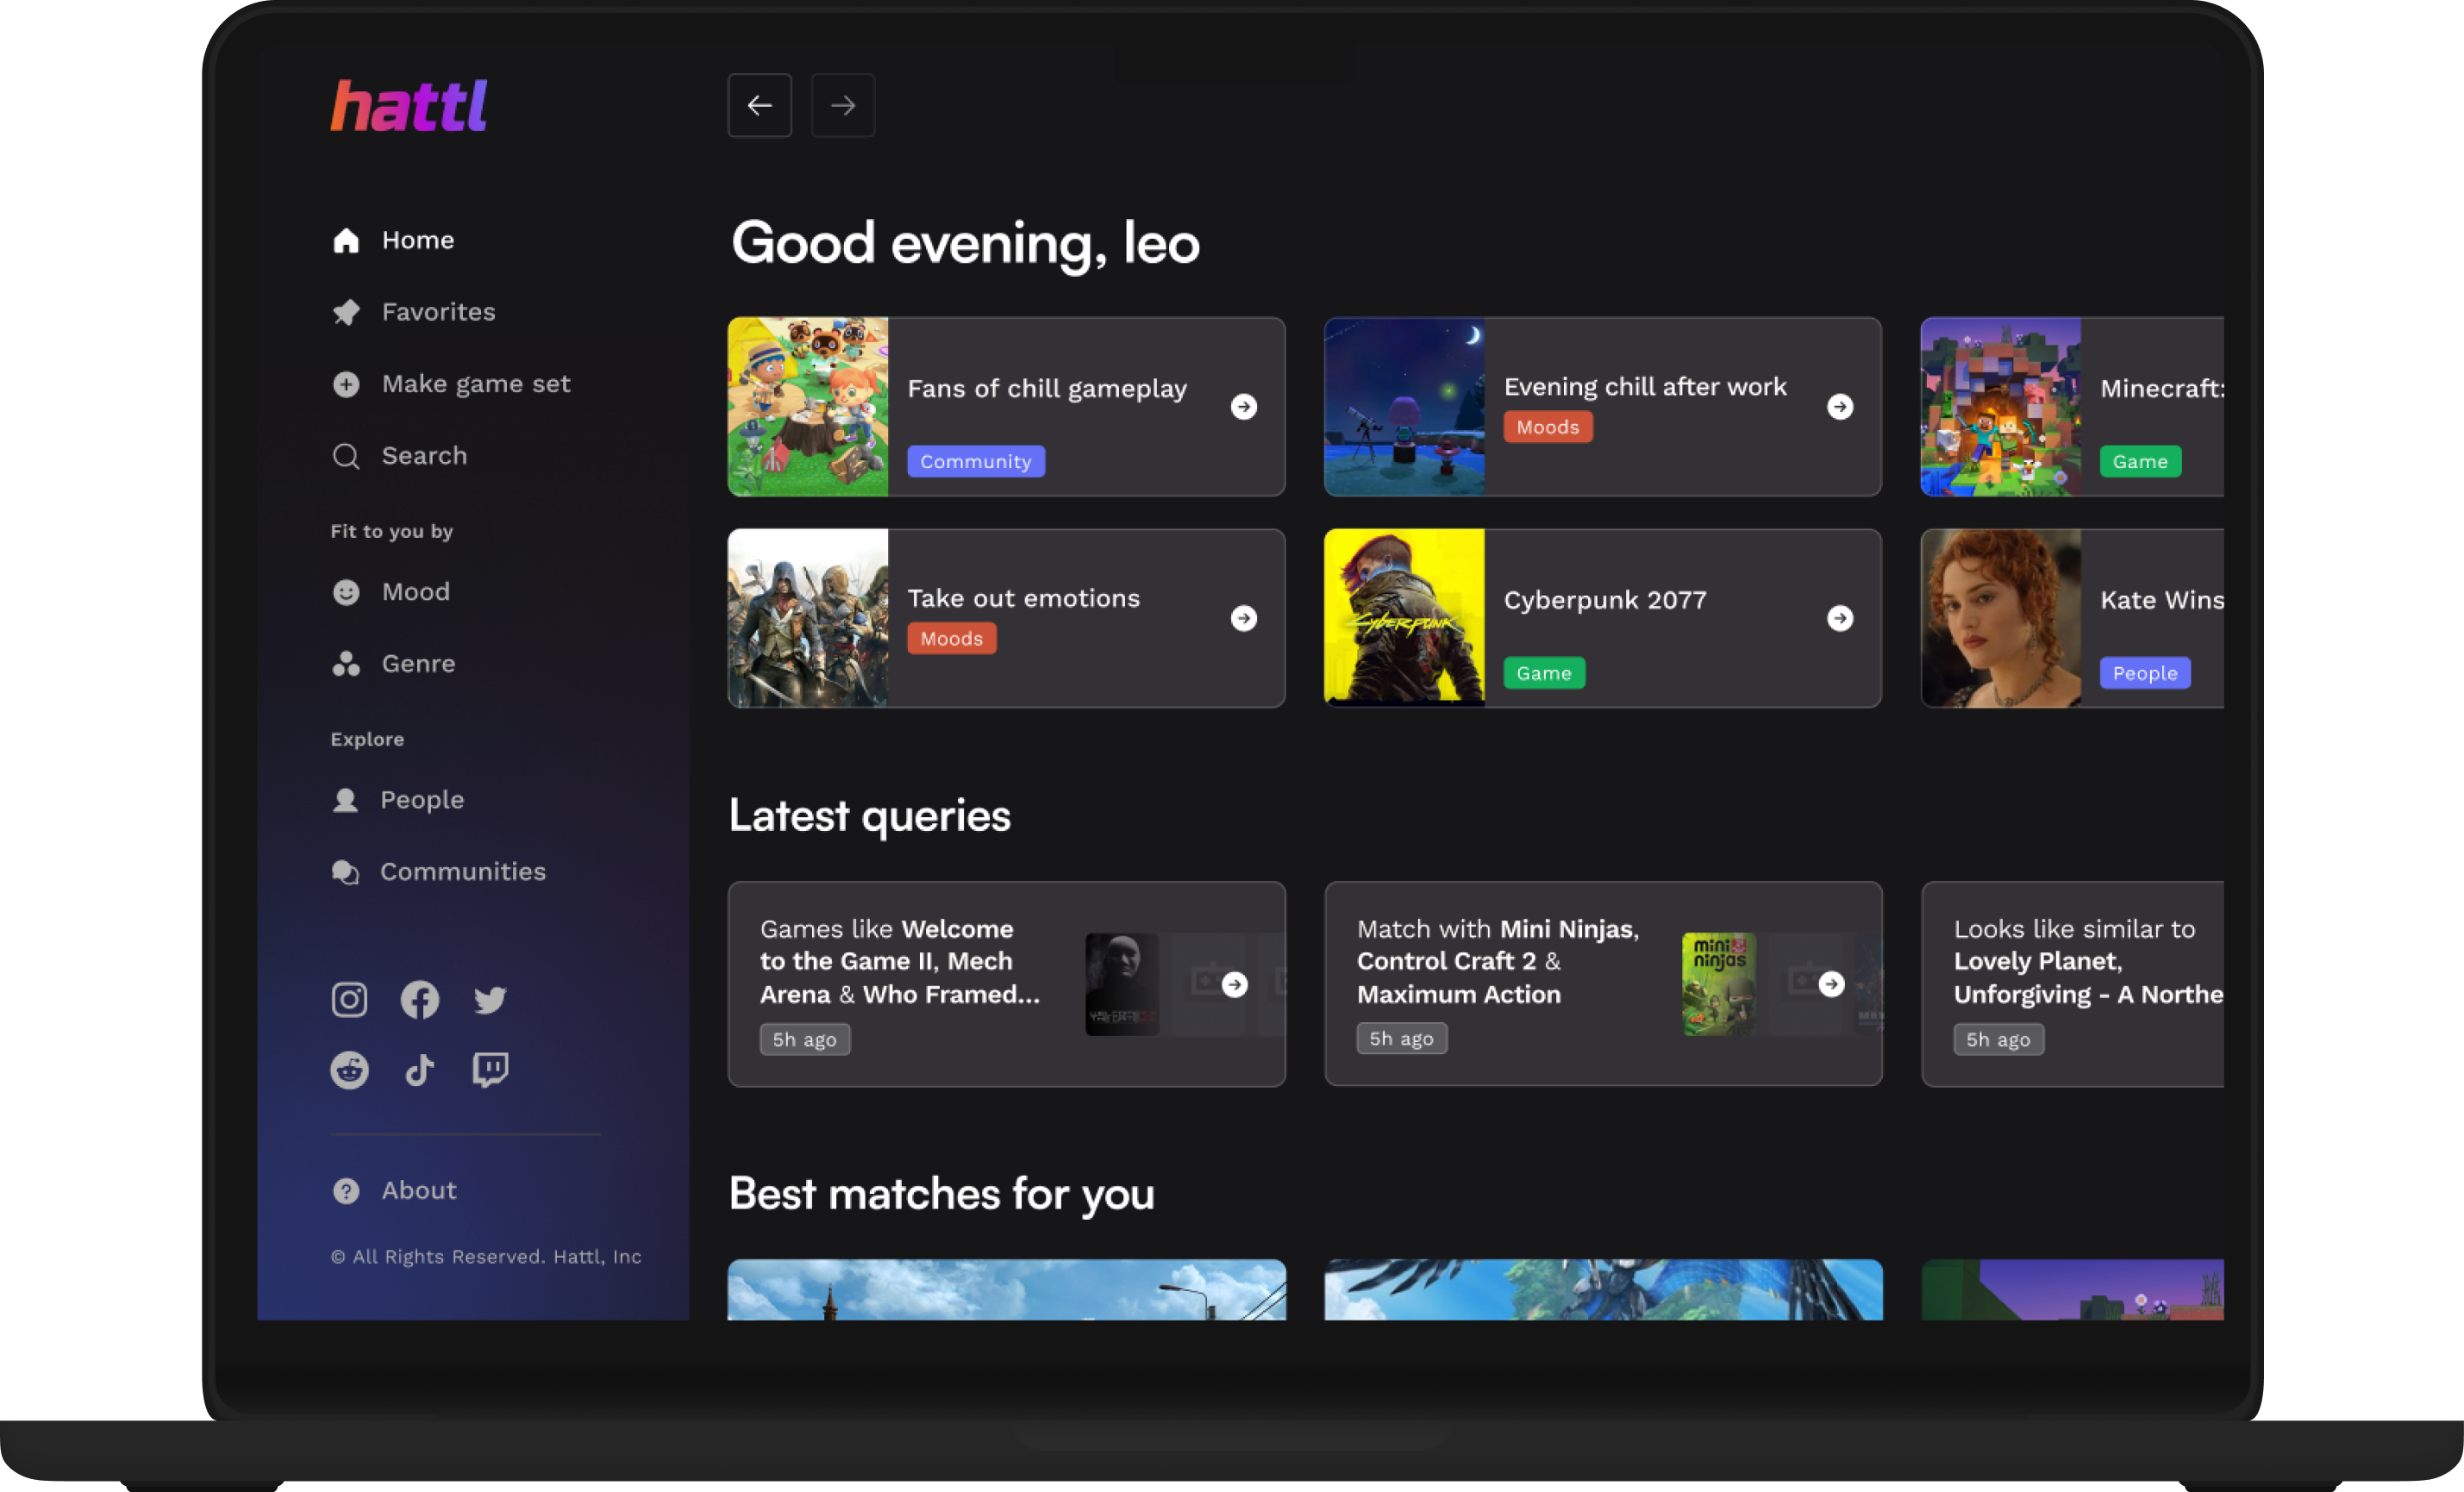 hattl
Home
Favorites
Make game set
Search
Fit to you by
Mood
Genre
Explore
People
Communities
About
© All Rights Reserved. Hattl, Inc
Good evening, leo
Fans of chill gameplay
Community
Evening chill after work
Moods
Minecraft:
Game
Take out emotions
Moods
CYBERPUNK
Cyberpunk 2077
Game
Kate Wins
People
Latest queries
Games like Welcome
to the Game II, Mech
Arena & Who Framed...
5h ago
WELCOME
THE GAME
Match with Mini Ninjas,
Control Craft 2 &
Maximum Action
5h ago
mini
ninjas
Looks like similar to
Lovely Planet,
Unforgiving - A Northe
5h ago
Best matches for you